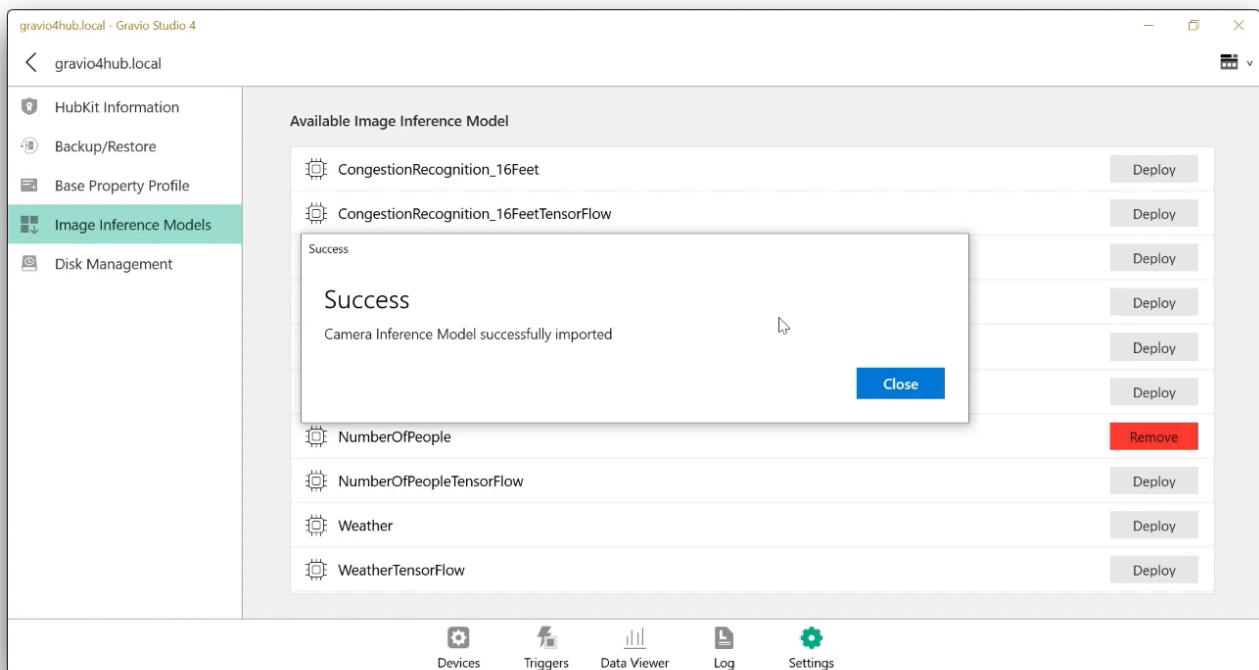 gravio4hub.local - Gravio Studio 4
gravio4hub.local
HubKit Information
Backup/Restore
Base Property Profile
Image Inference Models
Disk Management
Available Image Inference Model
CongestionRecognition_16Feet
Deploy
CongestionRecognition_16FeetTensorFlow
Deploy
Success
Success
Camera Inference Model successfully imported
Close
Deploy
Deploy
Deploy
Deploy
NumberOfPeople
Remove
NumberOfPeopleTensorFlow
Deploy
Weather
Deploy
WeatherTensorFlow
Deploy
Devices
Triggers
Data Viewer
Log
Settings